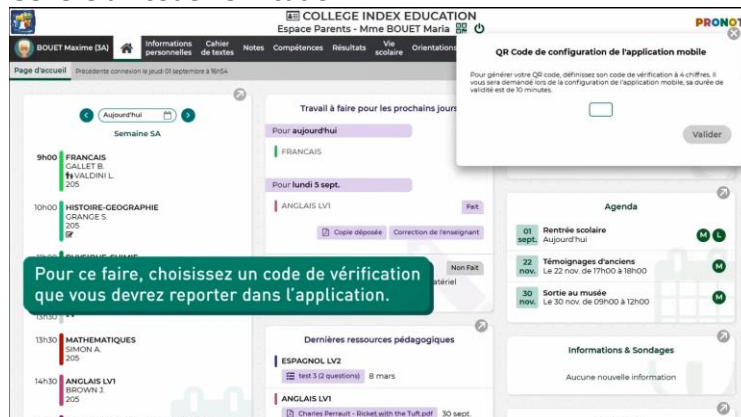 COLLEGE INDEX EDUCATION
Espace Parents - Mme BOUET Maria
PRONOT
BOUET Maxime (3A)
Informations personnelles
Cahier de textes
Notes
Compétences
Résultats
Vie scolaire
Orientations
Page d'accueil
Précédente connexion le jeudi 01 septembre à 16h54
QR Code de configuration de l'application mobile
Pour générer votre QR code, définissez son code de vérification à 4 chiffres. Il
vous sera demandé lors de la configuration de l'application mobile, sa durée de
validité est de 10 minutes.
Valider
Aujourd'hui
Semaine SA
9h00 FRANCAIS
GALLET B.
VALDINI L.
205
10h00 HISTOIRE-GEOGRAPHIE
GRANGE S.
205
Pour ce faire, choisissez un code de vérification
que vous devrez reporter dans l'application.
13h30 MATHEMATIQUES
SIMON A.
205
14h30 ANGLAIS LV1
BROWN J.
205
Travail à faire pour les prochains jours
Pour aujourd'hui
FRANCAIS
Pour lundi 5 sept.
ANGLAIS LV1
Fait
Copie déposée
Correction de l'enseignant
Non Fait
Dernières ressources pédagogiques
ESPAGNOL LV2
test 3 (2 questions) 8 mars
ANGLAIS LV1
Charles Perrault - Ricket with the Tuft.pdf 30 sept.
Agenda
01 sept. Rentrée scolaire
Aujourd'hui
M L
22 nov. Témoignages d'anciens
Le 22 nov. de 17h00 à 18h00
M
30 nov. Sortie au musée
Le 30 nov. de 09h00 à 12h00
M
Informations & Sondages
Aucune nouvelle information